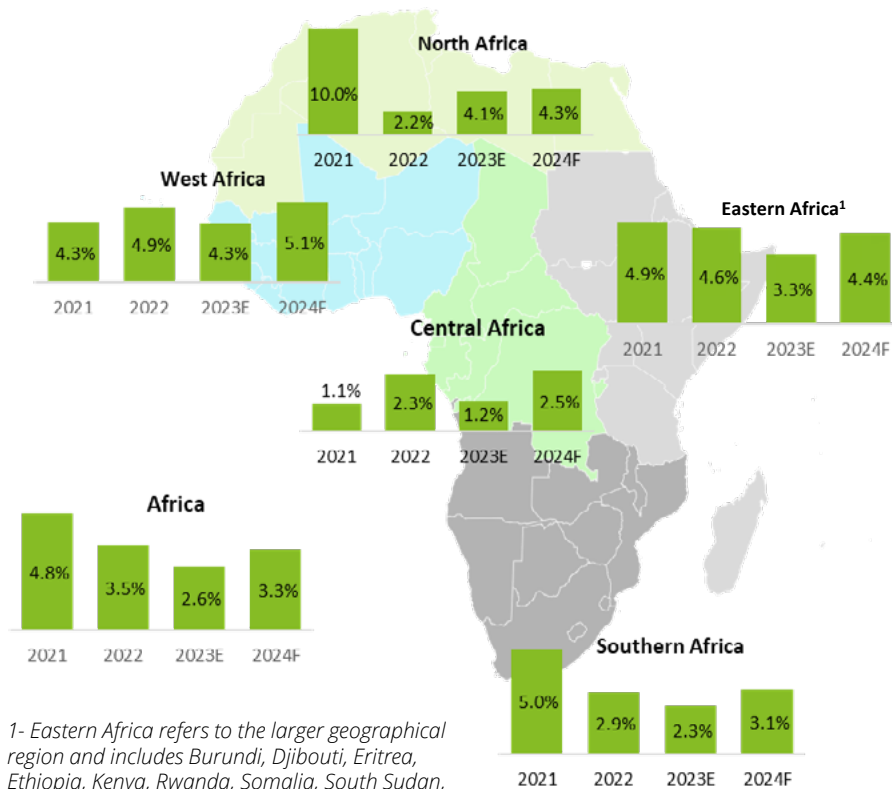 North Africa
10.0%
2.2%
4.1%
4.3%
2021 2022 2023E 2024F
West Africa
4.3%
4.9%
4.3%
5.1%
2021 2022 2023E 2024F
Eastern Africa¹
4.9%
4.6%
3.3%
4.4%
2021 2022 2023E 2024F
Central Africa
1.1%
2.3%
1.2%
2.5%
2021 2022 2023E 2024F
Africa
4.8%
3.5%
2.6%
3.3%
2021 2022 2023E 2024F
Southern Africa
5.0%
2.9%
2.3%
3.1%
2021 2022 2023E 2024F
1- Eastern Africa refers to the larger geographical
region and includes Burundi, Djibouti, Eritrea,
Ethiopia, Kenya, Rwanda, Somalia, South Sudan,